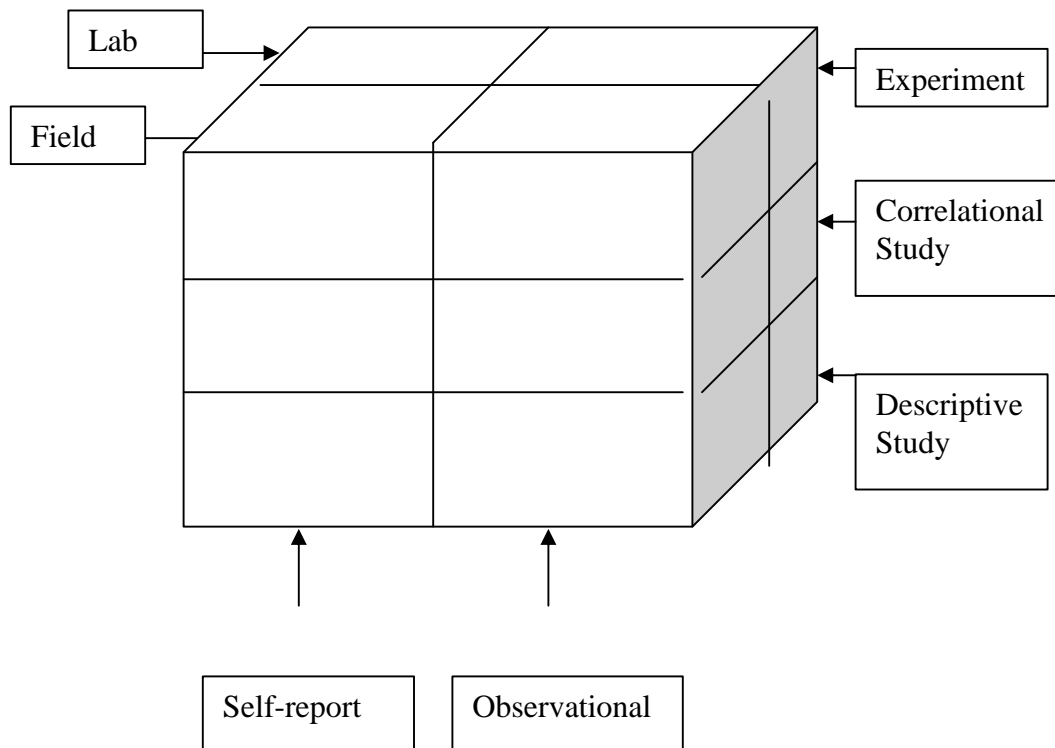 Lab
Experiment
Field
Correlational
Study
Descriptive
Study
Self-report
Observational